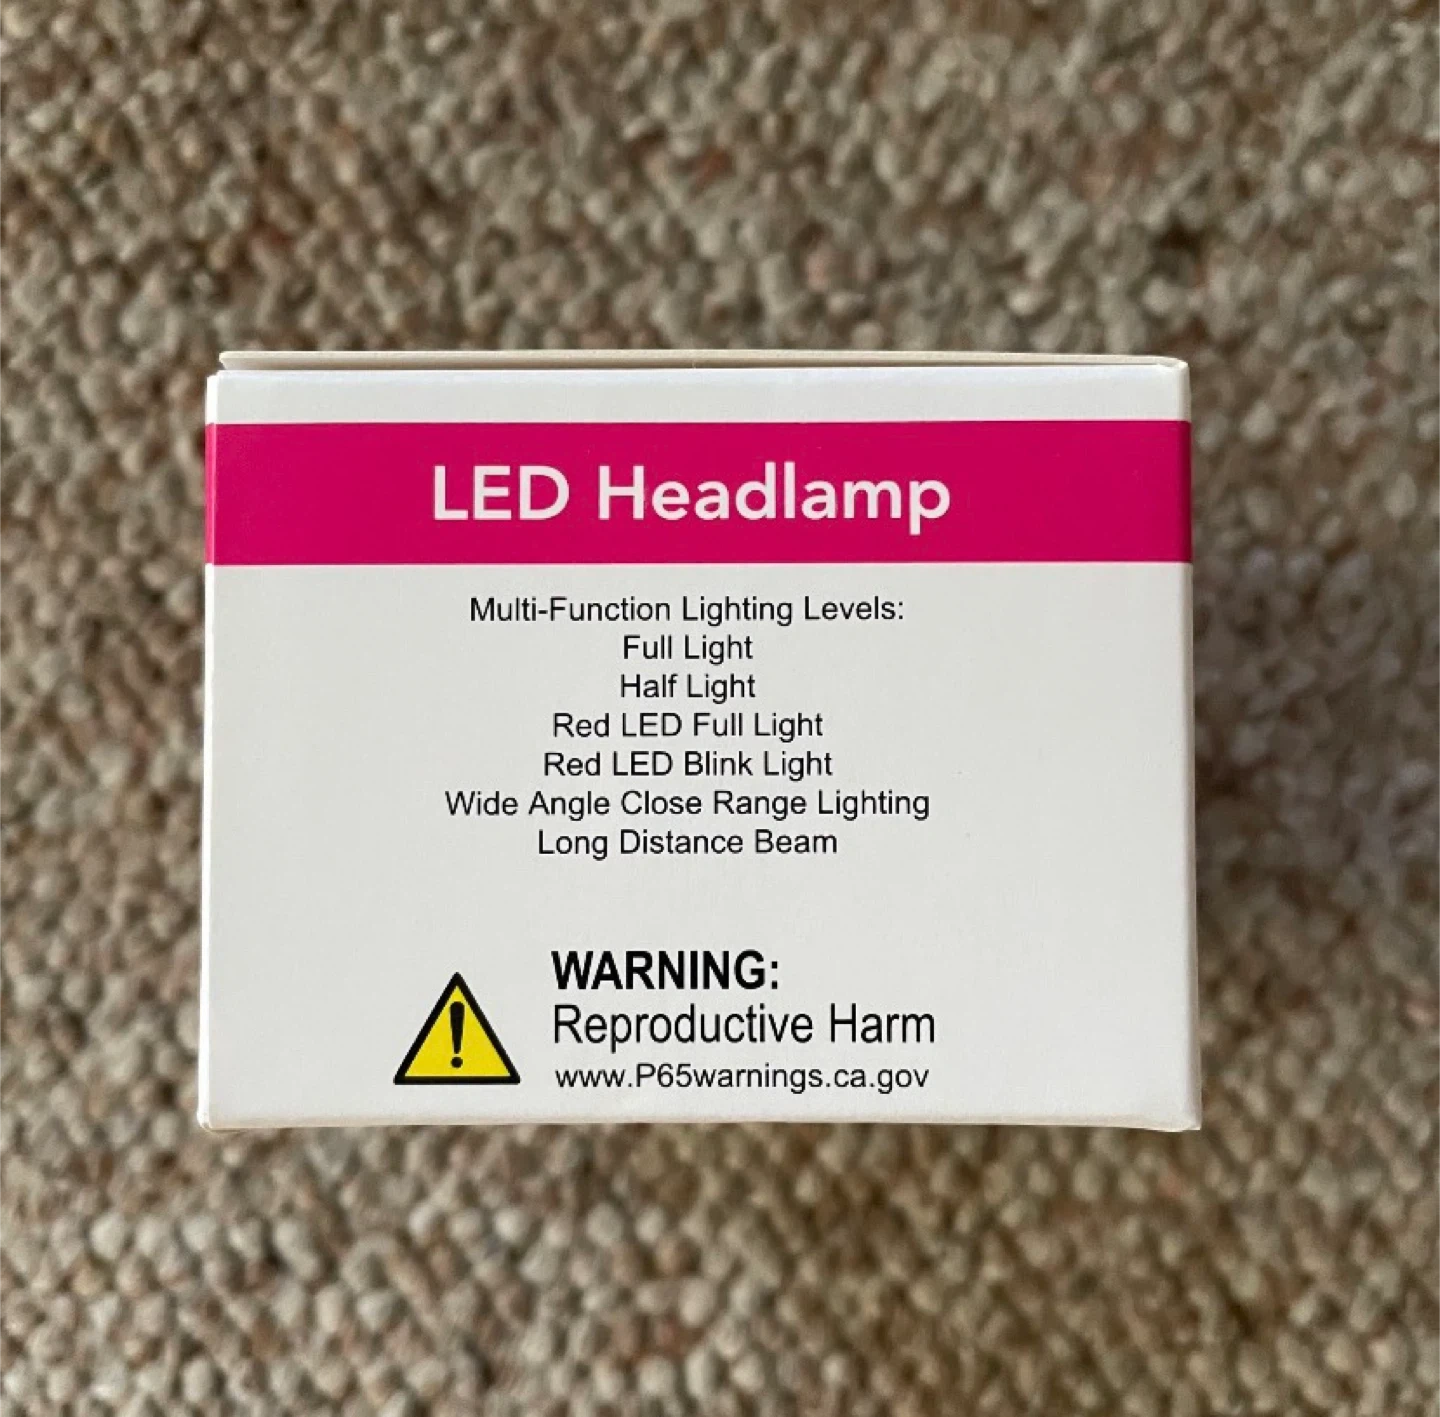 LED Headlamp
Multi-Function Lighting Levels:
Full Light
Half Light
Red LED Full Light
Red LED Blink Light
Wide Angle Close Range Lighting
Long Distance Beam
WARNING:
Reproductive Harm
www.P65warnings.ca.gov